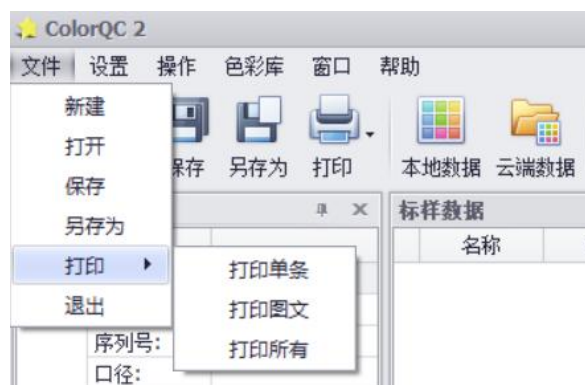 ColorQC 2
文件 设置 操作 色彩库 窗口 帮助
新建
打开
保存
另存为
打印
退出
保存 另存为 打印 本地数据 云端数据
标样数据
名称
打印单条
打印图文
打印所有
序列号:
口径: